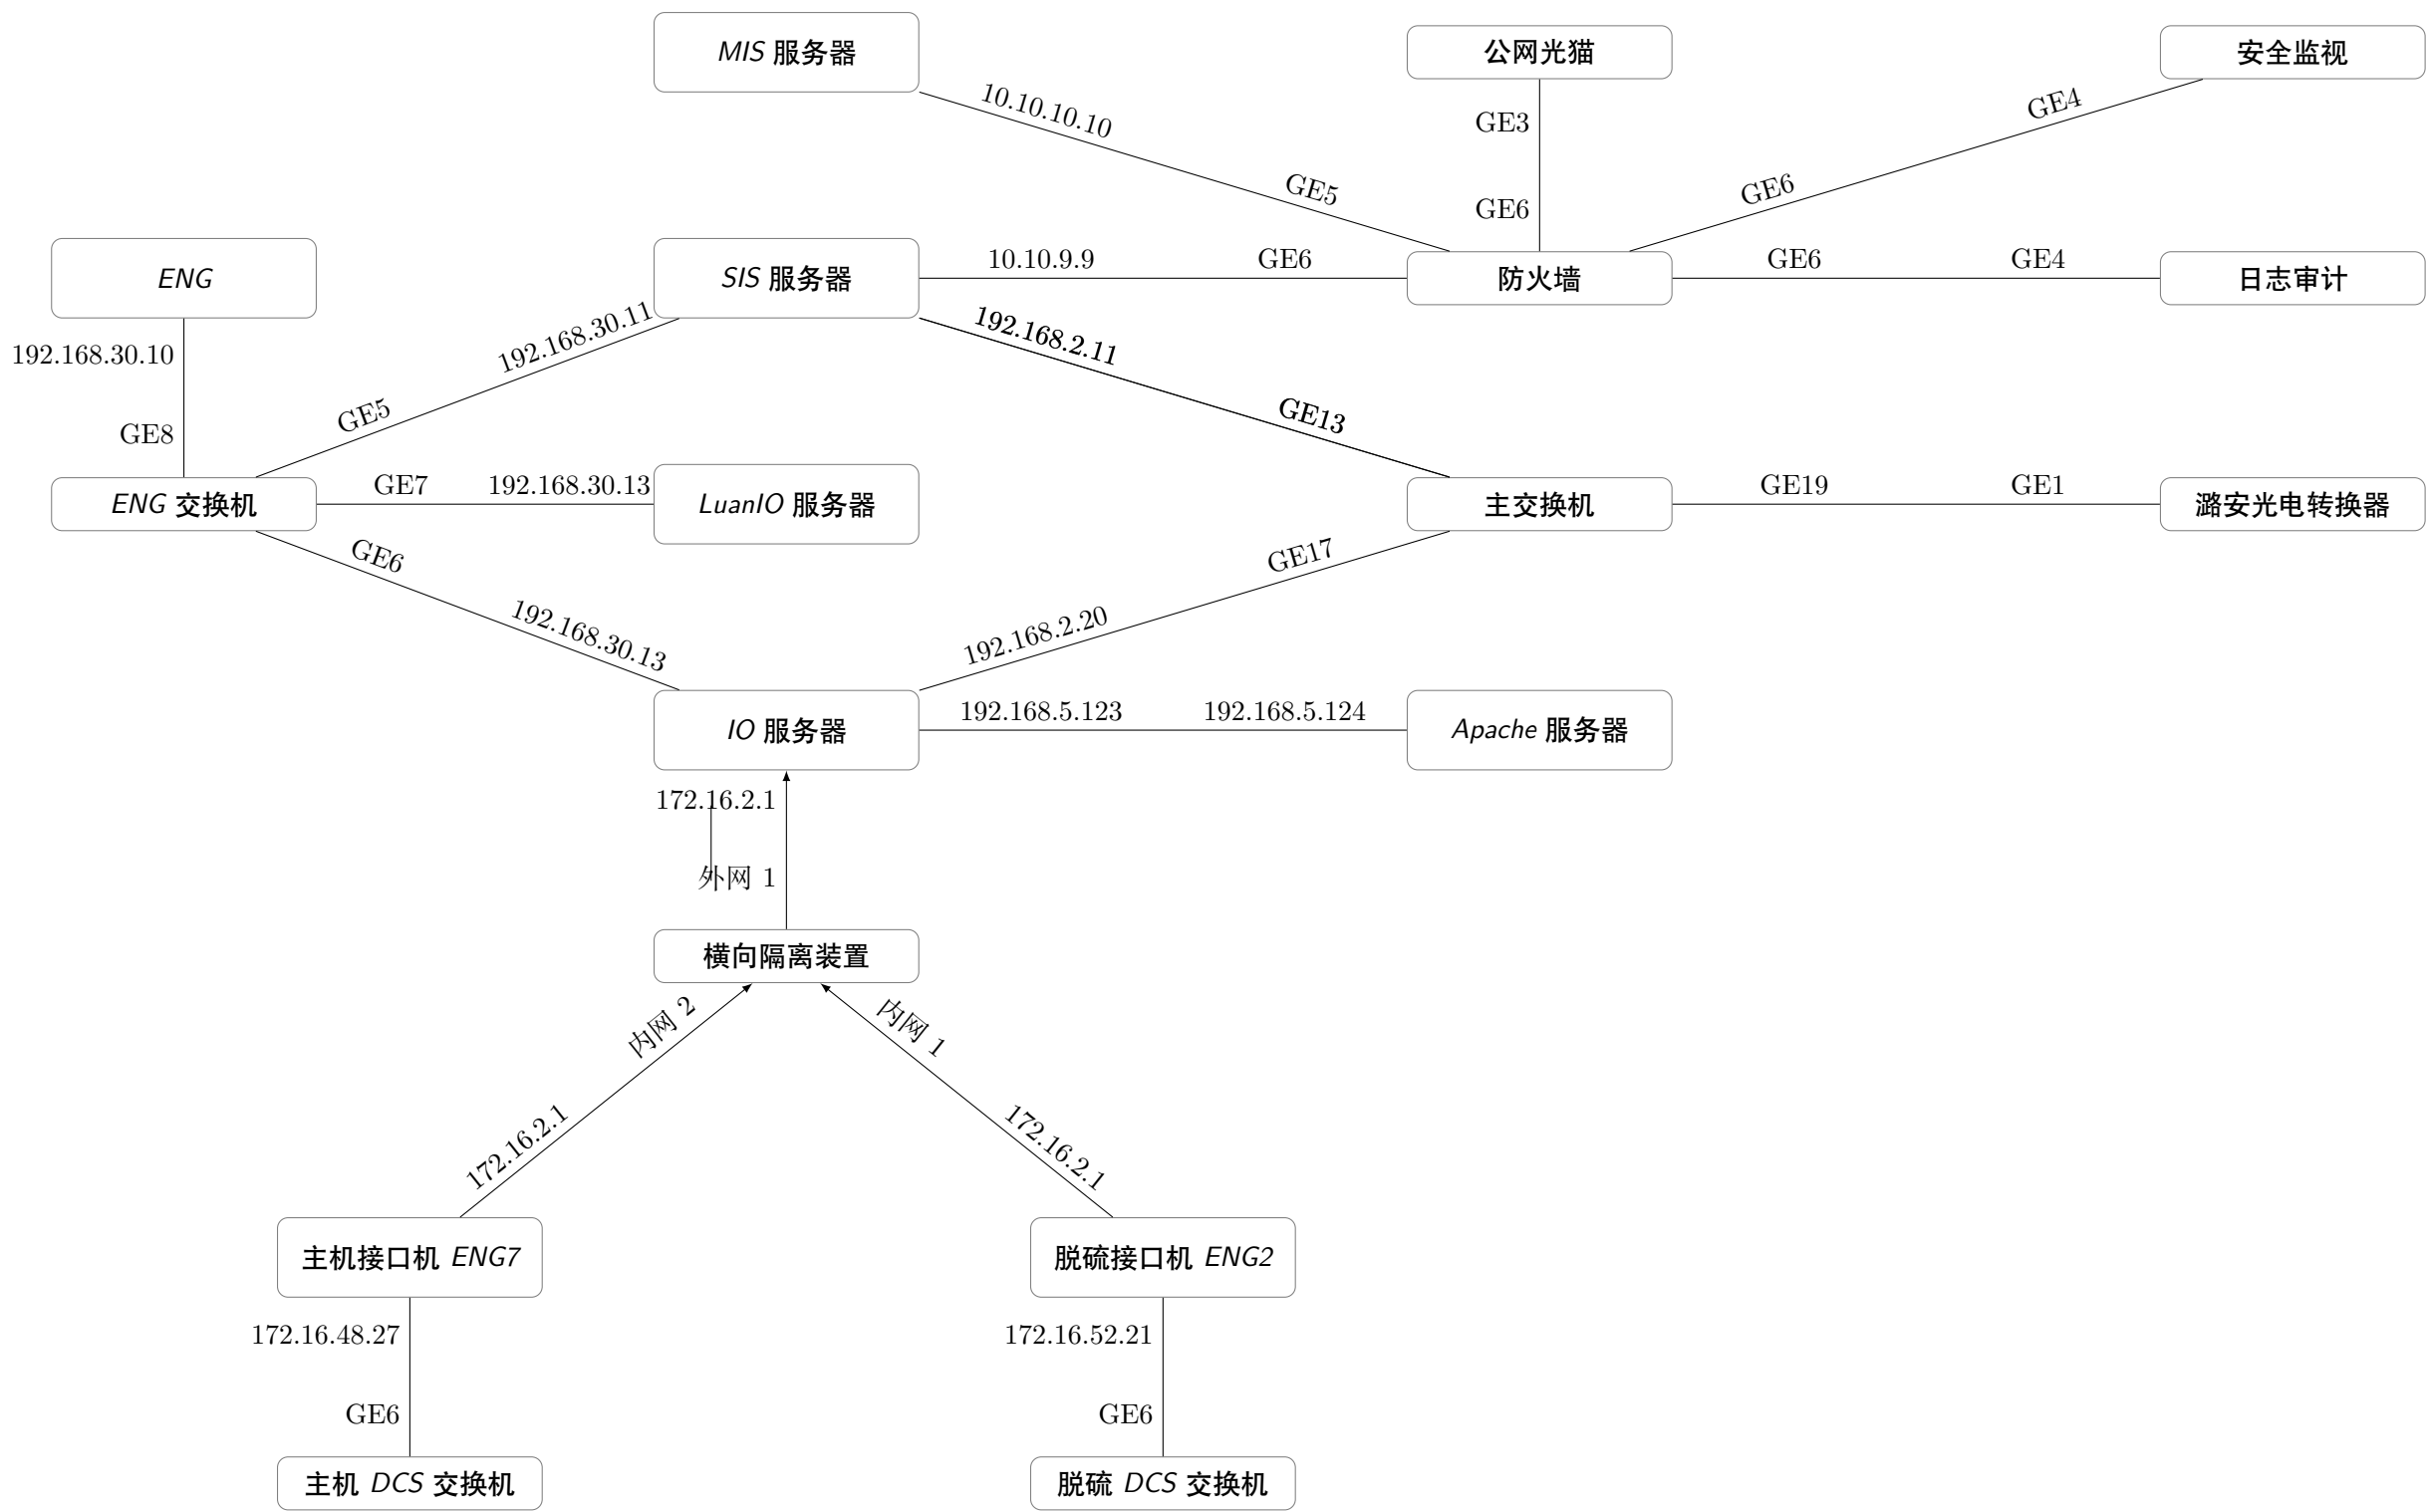 MIS 服务器
公网光猫
安全监视
10.10.10.10
GE3
GE4
GE5
GE6
GE6
ENG
SIS 服务器
10.10.9.9
GE6
防火墙
GE6
GE4
日志审计
192.168.30.10
192.168.30.11
192.168.2.11
GE8
GE5
GE13
ENG 交换机
GE7
192.168.30.13
LuanIO 服务器
主交换机
GE19
GE1
潞安光电转换器
GE6
GE17
192.168.30.13
192.168.2.20
IO 服务器
192.168.5.123
192.168.5.124
Apache 服务器
172.16.2.1
外网 1
横向隔离装置
内网 2
内网 1
172.16.2.1
172.16.2.1
主机接口机 ENG7
脱硫接口机 ENG2
172.16.48.27
172.16.52.21
GE6
GE6
主机 DCS 交换机
脱硫 DCS 交换机